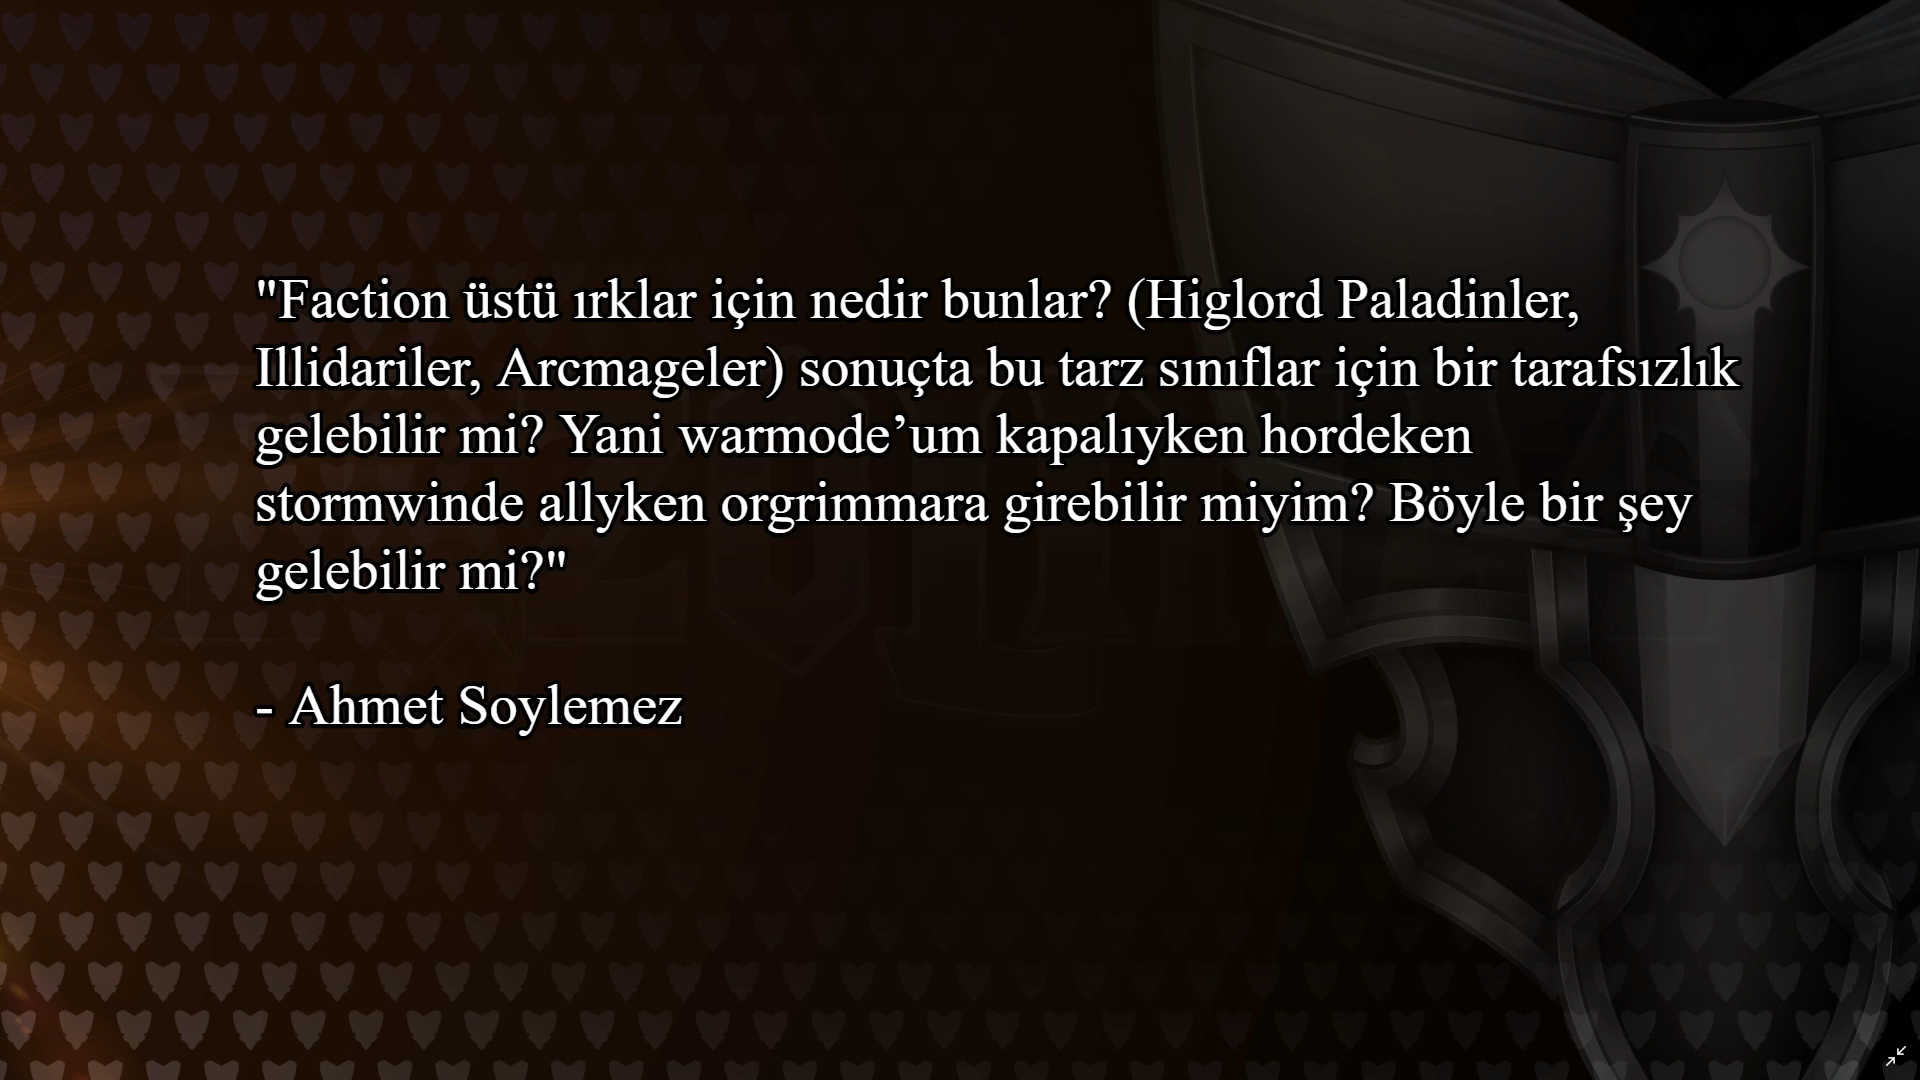 "Faction üstü ırklar için nedir bunlar? (Higlord Paladinler,
Illidariler, Arcmageler) sonuçta bu tarz sınıflar için bir tarafsızlık
gelebilir mi? Yani warmode’um kapalıyken hordeken
stormwinde allyken orgrimmara girebilir miyim? Böyle bir şey
gelebilir mi?"
- Ahmet Soylemez